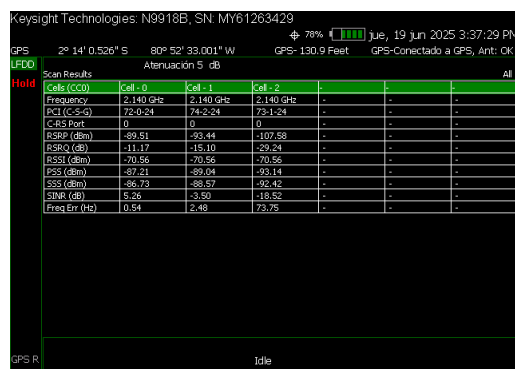 Keysight Technologies: N9918B, SN: MY61263429
78% jue, 19 jun 2025 3:37:29 PM
GPS 2º 14' 0.526" S 80º 52' 33.001" W GPS- 130.9 Feet GPS-Conectado a GPS, Ant: OK
LFDD Atenuación 5 dB
Scan Results All
Hold
Cells (CC0) Cell - 0 Cell - 1 Cell - 2 - - -
Frequency 2.140 GHz 2.140 GHz 2.140 GHz - - -
PCI (C-S-G) 72-0-24 74-2-24 73-1-24 - - -
C-RS Port 0 0 0 - - -
RSRP (dBm) -89.51 -93.44 -107.58 - - -
RSRQ (dB) -11.17 -15.10 -29.24 - - -
RSSI (dBm) -70.56 -70.56 -70.56 - - -
PSS (dBm) -87.21 -89.04 -93.14 - - -
SSS (dBm) -86.73 -88.57 -92.42 - - -
SINR (dB) 5.26 -3.50 -18.52 - - -
Freq Err (Hz) 0.54 2.48 73.75 - - -
GPS R Idle